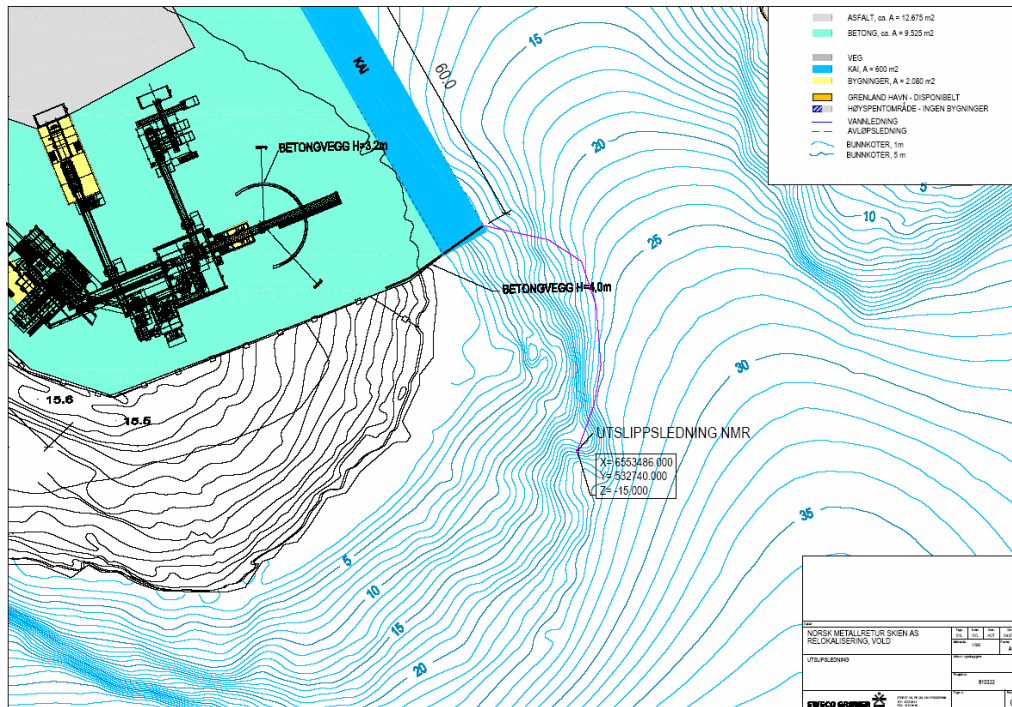 ASFALT, ca. A = 12.675 m2
BETONG, ca. A = 9.525 m2
VEG
KAI, A = 600 m2
BYGNINGER, A = 2.080 m2
GRENLAND HAVN - DISPONIBELT
HØYSPENTOMRÅDE - INGEN BYGNINGER
VANNLEDNING
AVLØPSLEDNING
BUNNKOTER, 1m
BUNNKOTER, 5 m
15
KAI
60.0
20
5
10
BETONGVEGG H=3,2m
25
BETONGVEGG H=4,0m
30
15.6
15.5
UTSLIPPSLEDNING NMR
X= 6553486.000
Y= 532740.000
Z= -15.000
35
5
10
15
20
NORSK METALLRETUR SKIEN AS
RELOKALISERING, VOLD
UTSLIPSLEDNING
610333
SWECO GRØNER